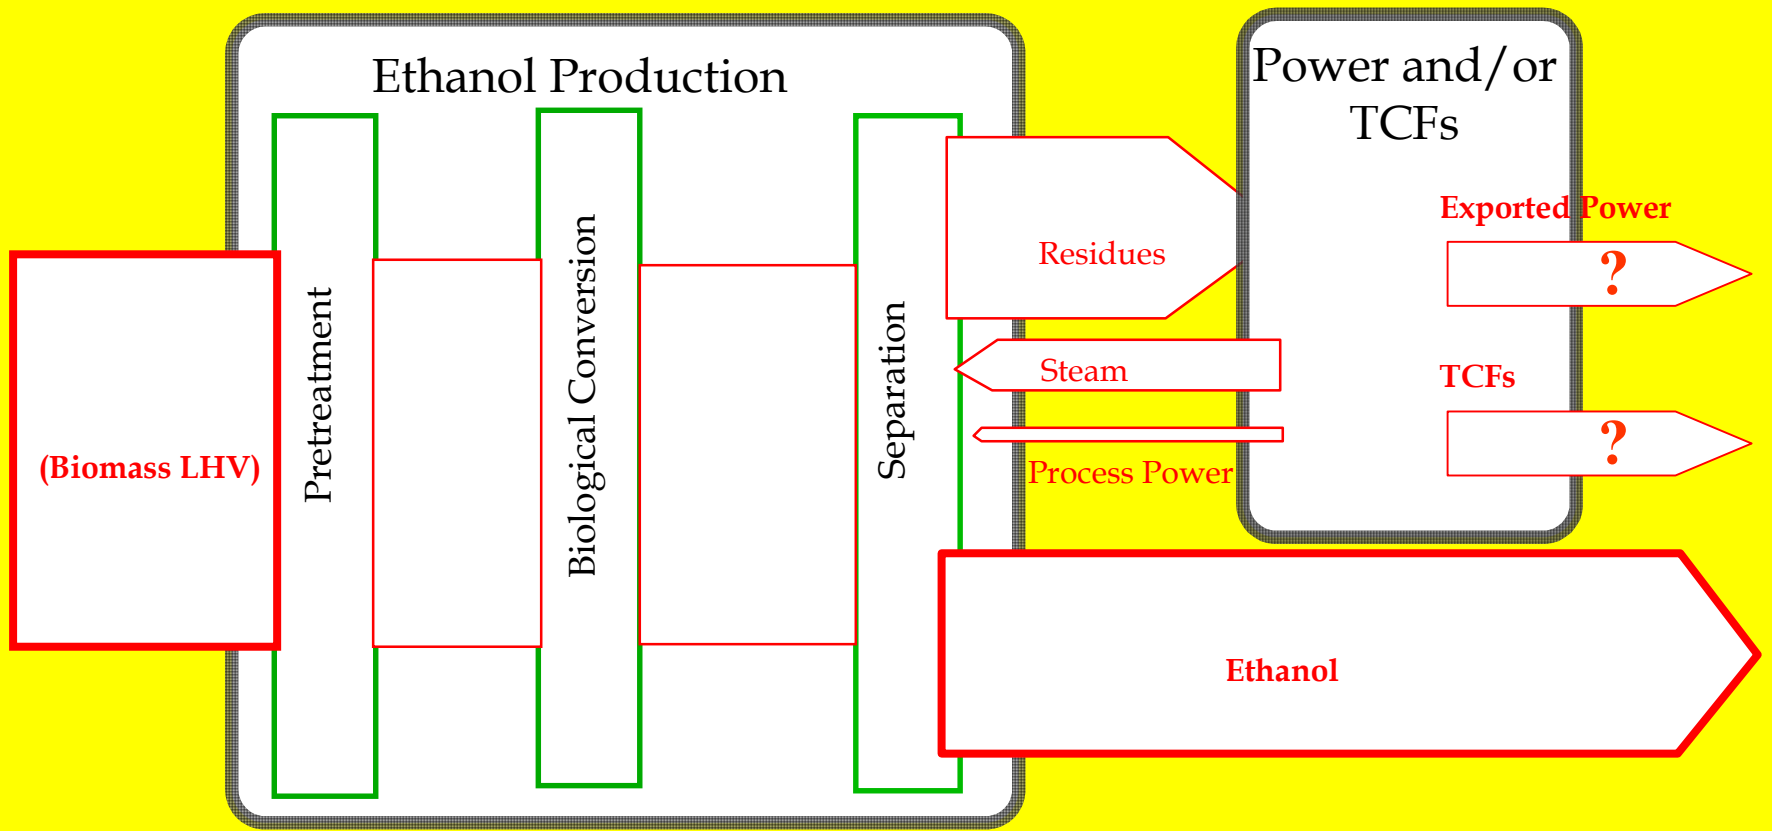 Ethanol Production
Power and/or
TCFs
(Biomass LHV)
Pretreatment
Biological Conversion
Separation
Residues
Steam
Process Power
Exported Power
?
TCFs
?
Ethanol